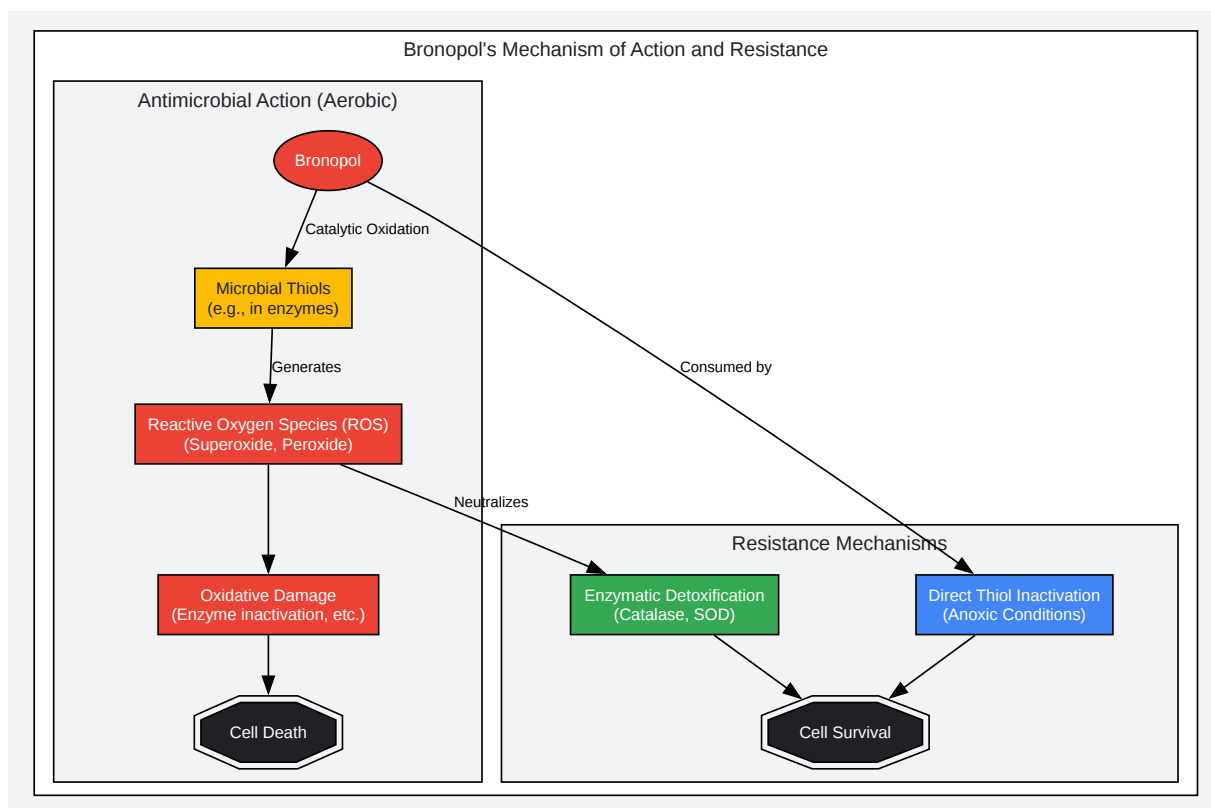 Bronopol's Mechanism of Action and Resistance
Antimicrobial Action (Aerobic)
Bronopol
Catalytic Oxidation
Microbial Thiols
(e.g., in enzymes)
Generates
Consumed by
Reactive Oxygen Species (ROS)
(Superoxide, Peroxide)
Neutralizes
Resistance Mechanisms
Oxidative Damage
(Enzyme inactivation, etc.)
Enzymatic Detoxification
(Catalase, SOD)
Direct Thiol Inactivation
(Anoxic Conditions)
Cell Death
Cell Survival